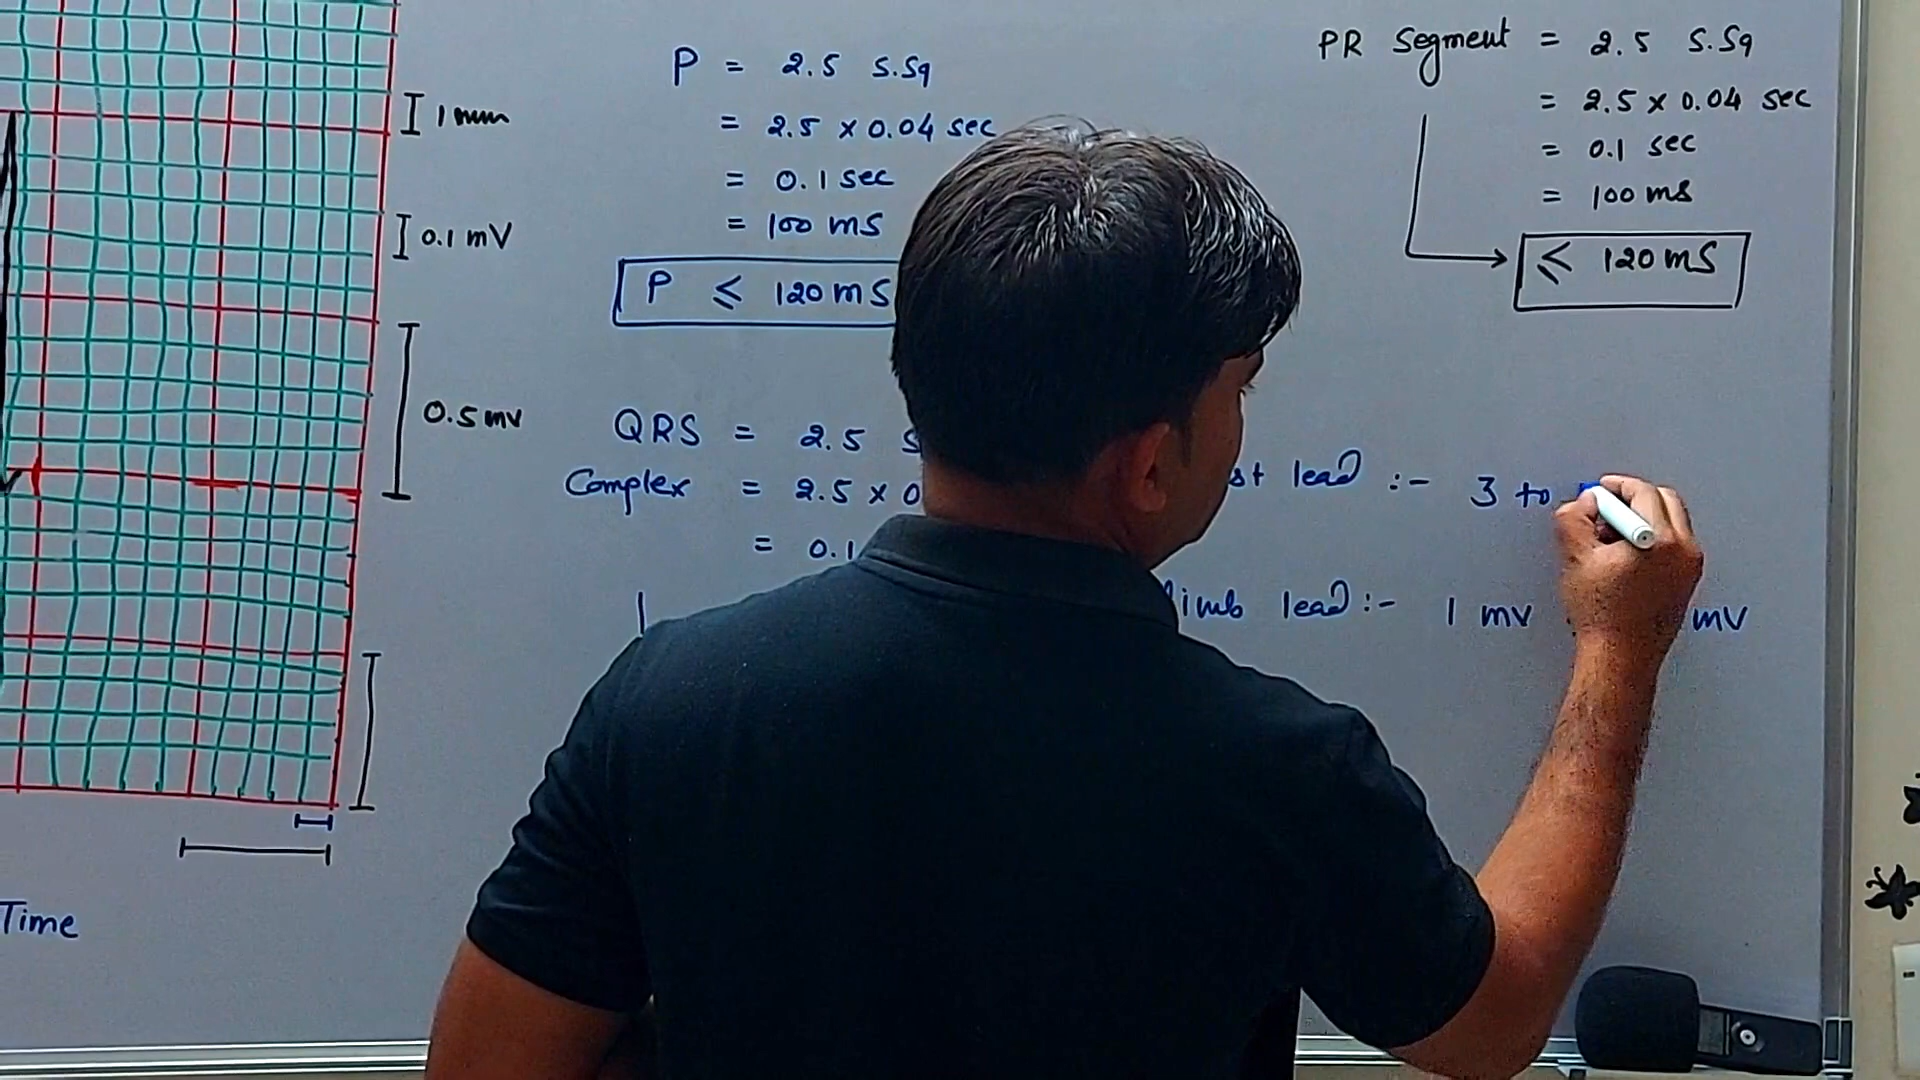 1 mm
0.1 mV
0.5 mv
Time
P = 2.5 S.Sq
= 2.5 x 0.04 sec
= 0.1 sec
= 100 ms
P ≤ 120 ms
QRS = 2.5
Complex = 2.5 x
= 0.1
PR Segment = 2.5 S.Sq
= 2.5 x 0.04 sec
= 0.1 sec
= 100 ms
≤ 120 ms
lead :- 3 to
lead :- 1 mv mv